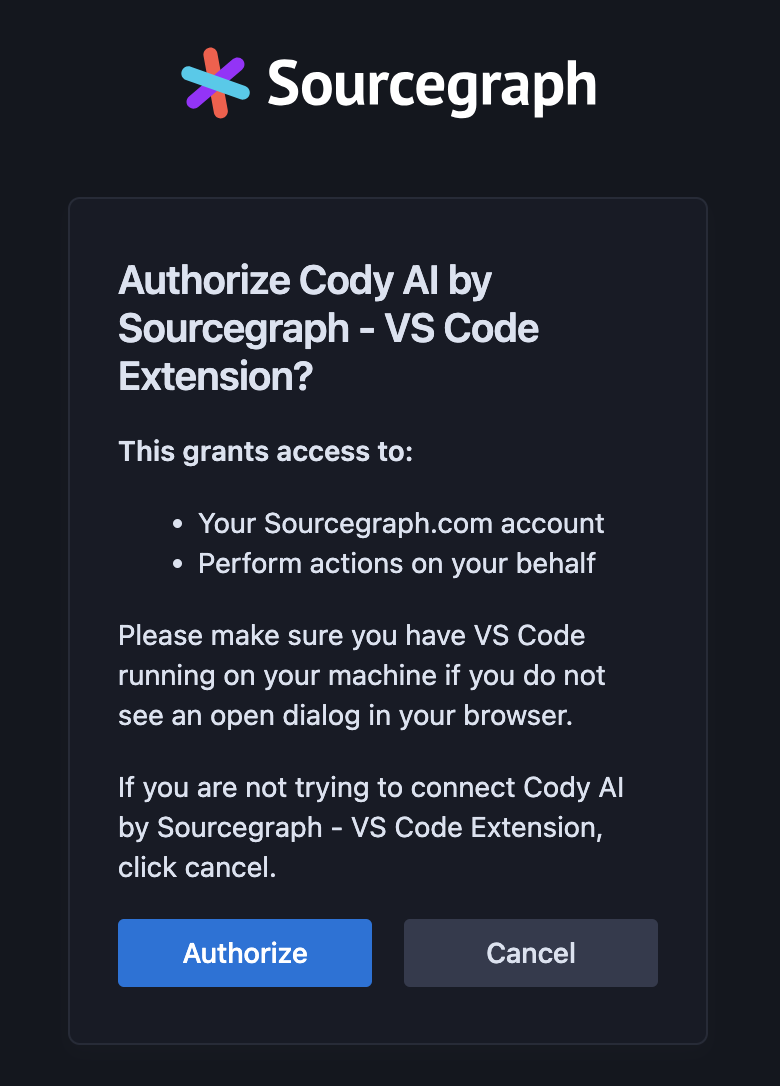 Sourcegraph
Authorize Cody AI by
Sourcegraph - VS Code
Extension?
This grants access to:
• Your Sourcegraph.com account
• Perform actions on your behalf
Please make sure you have VS Code
running on your machine if you do not
see an open dialog in your browser.
If you are not trying to connect Cody AI
by Sourcegraph - VS Code Extension,
click cancel.
Authorize
Cancel